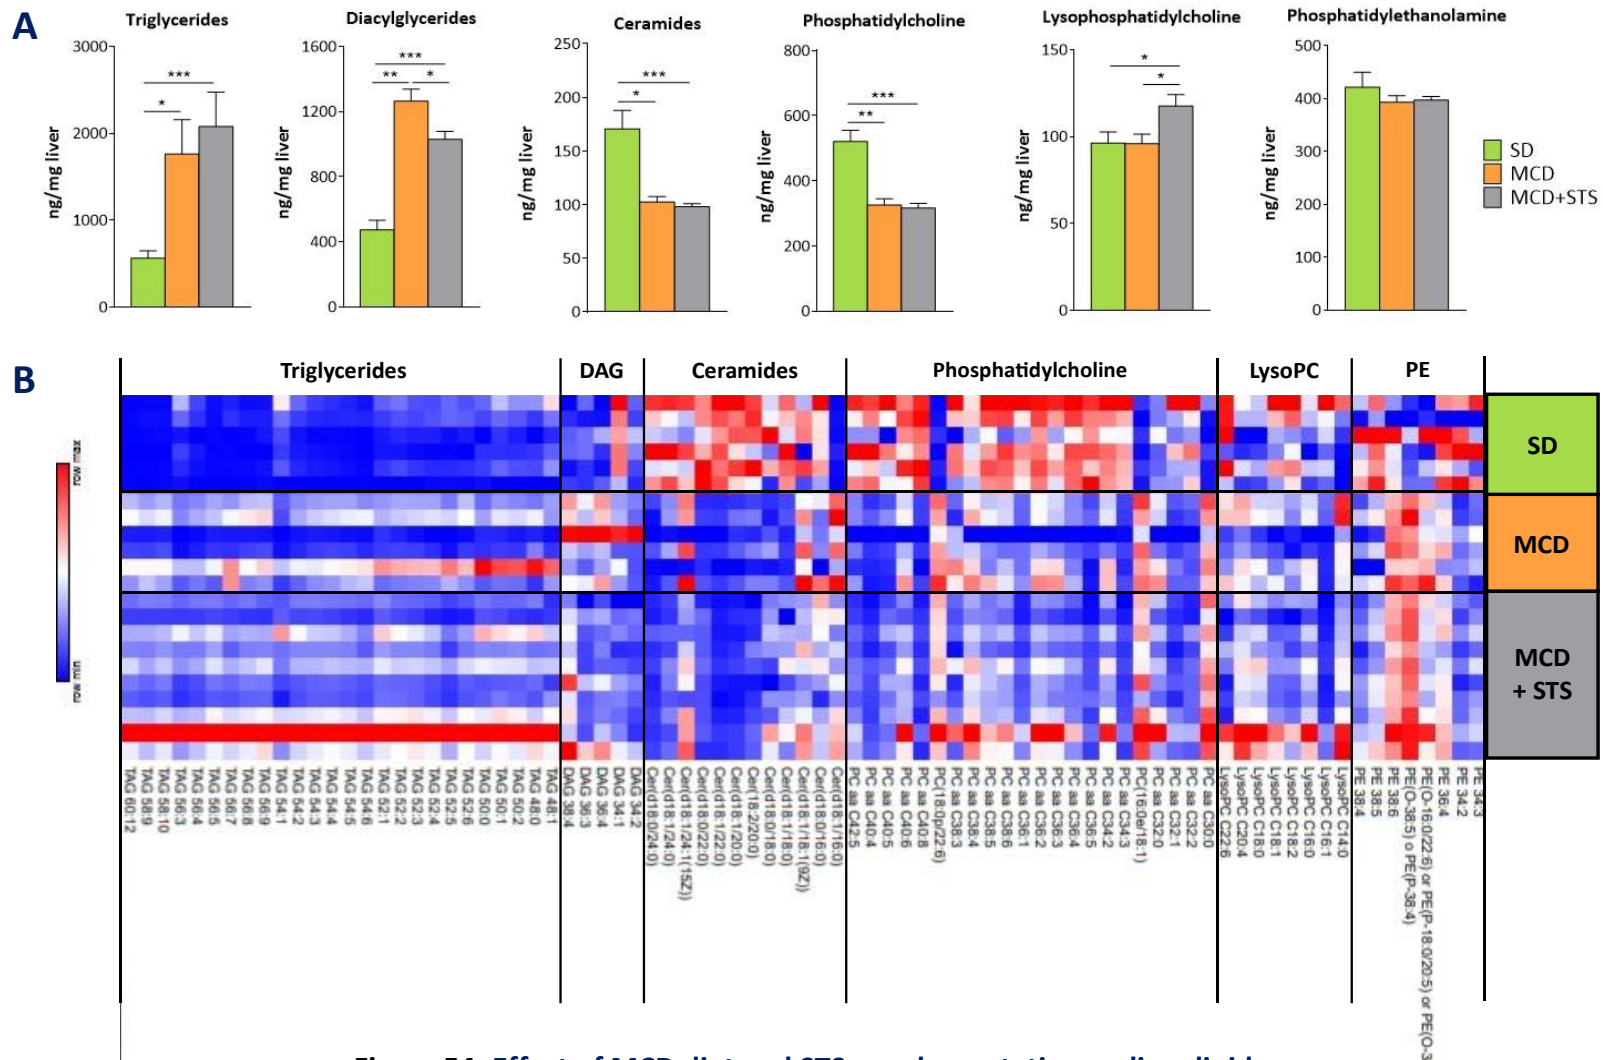 A
Triglycerides
ng/mg liver
3000
2000
1000
0
*
***
Diacylglycerides
ng/mg liver
1600
1200
800
400
0
***
**
*
Ceramides
ng/mg liver
250
200
150
100
50
0
***
*
Phosphatidylcholine
ng/mg liver
800
600
400
200
0
***
**
Lysophosphatidylcholine
ng/mg liver
150
100
50
0
*
*
Phosphatidylethanolamine
ng/mg liver
500
400
300
200
100
0
SD
MCD
MCD+STS
B
Triglycerides
DAG
Ceramides
Phosphatidylcholine
LysoPC
PE
row max
row min
SD
MCD
MCD
+ STS
TAG 60:12
TAG 58:9
TAG 58:10
TAG 56:3
TAG 56:4
TAG 56:5
TAG 56:7
TAG 56:8
TAG 56:9
TAG 54:1
TAG 54:2
TAG 54:3
TAG 54:4
TAG 54:5
TAG 54:6
TAG 52:1
TAG 52:2
TAG 52:3
TAG 52:4
TAG 52:5
TAG 52:6
TAG 50:0
TAG 50:1
TAG 50:2
TAG 48:0
TAG 48:1
DAG 38:4
DAG 36:3
DAG 36:4
DAG 34:1
DAG 34:2
Cer(d18:0/24:0)
Cer(d18:1/24:0)
Cer(d18:1/24:1(15Z))
Cer(d18:0/22:0)
Cer(d18:1/22:0)
Cer(d18:1/20:0)
Cer(18:2/20:0)
Cer(d18:0/18:0)
Cer(d18:1/18:0)
Cer(d18:1/18:1(9Z))
Cer(d18:0/16:0)
Cer(d18:1/16:0)
PC aa C42:5
PC aa C40:4
PC aa C40:5
PC aa C40:6
PC aa C40:8
PC(18:0p/22:6)
PC aa C38:3
PC aa C38:4
PC aa C38:5
PC aa C38:6
PC aa C36:1
PC aa C36:2
PC aa C36:3
PC aa C36:4
PC aa C36:5
PC aa C34:2
PC aa C34:3
PC(16:0e/18:1)
PC aa C32:0
PC aa C32:1
PC aa C32:2
PC aa C30:0
LysoPC C22:6
LysoPC C20:4
LysoPC C18:0
LysoPC C18:1
LysoPC C18:2
LysoPC C16:0
LysoPC C16:1
LysoPC C14:0
PE 38:4
PE 38:5
PE 38:6
PE(O-38:5) o PE(P-38:4)
PE(O-16:0/22:6) or PE(P-18:0/20:5) or PE(O-3
PE 36:4
PE 34:2
PE 34:3